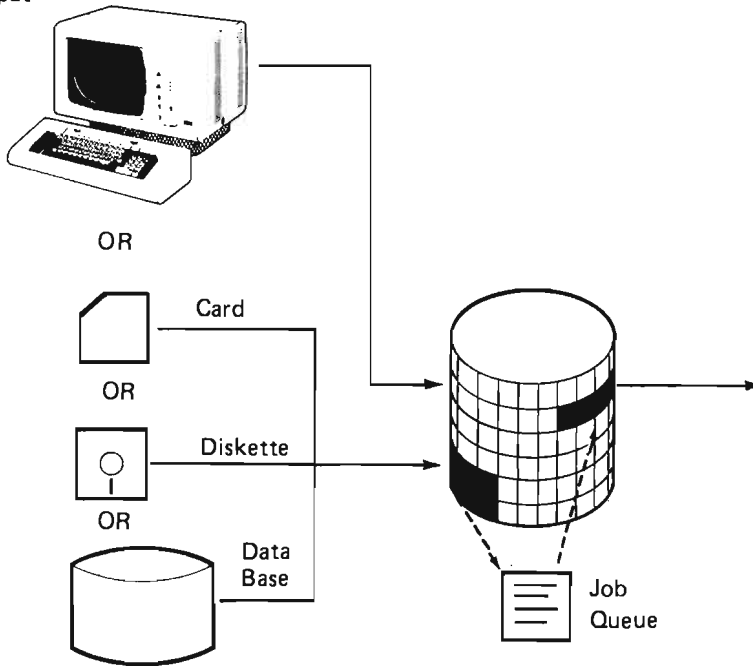 OR
Card
OR
Diskette
OR
Data
Base
Job
Queue